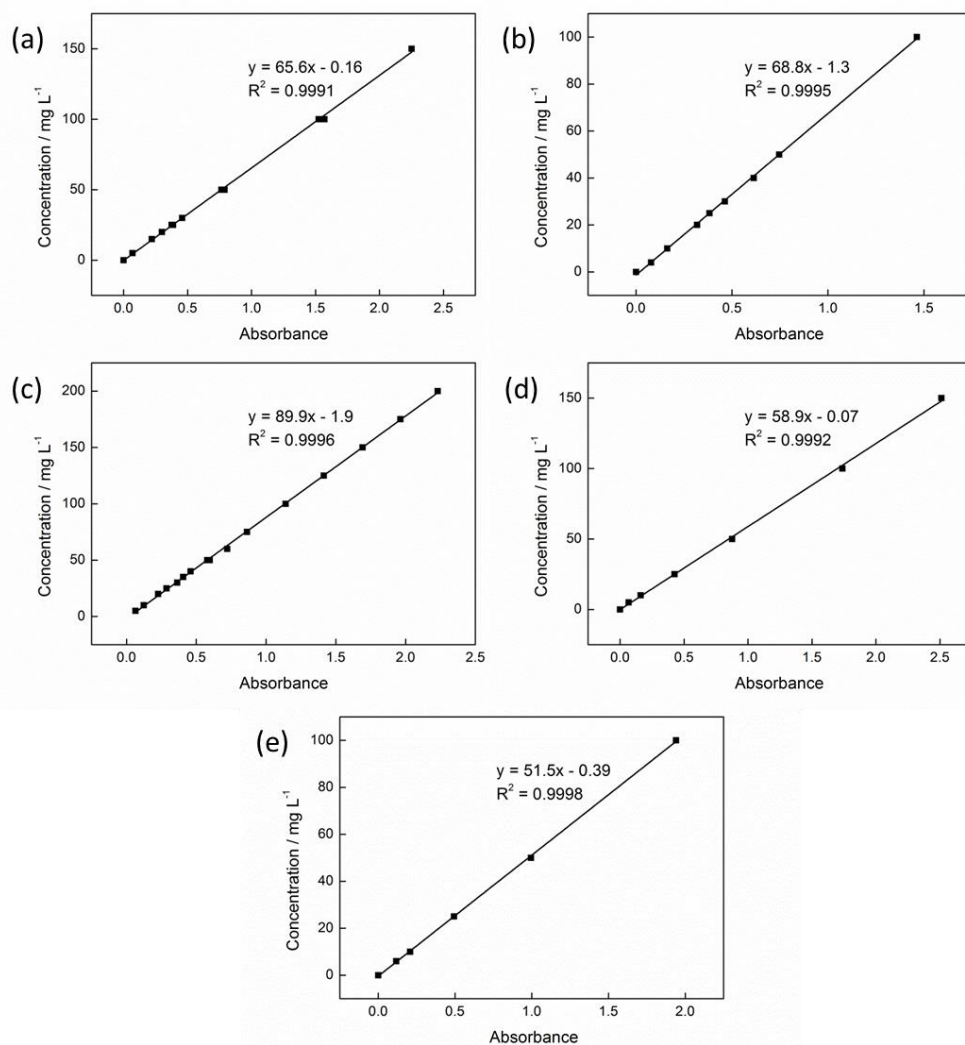 (a)
150
100
50
0
y = 65.6x - 0.16
R² = 0.9991
0.0 0.5 1.0 1.5 2.0 2.5
Absorbance
Concentration / mg L⁻¹
(b)
100
80
60
40
20
0
y = 68.8x - 1.3
R² = 0.9995
0.0 0.5 1.0 1.5
Absorbance
Concentration / mg L⁻¹
(c)
200
150
100
50
0
y = 89.9x - 1.9
R² = 0.9996
0.0 0.5 1.0 1.5 2.0 2.5
Absorbance
Concentration / mg L⁻¹
(d)
150
100
50
0
y = 58.9x - 0.07
R² = 0.9992
0.0 0.5 1.0 1.5 2.0 2.5
Absorbance
Concentration / mg L⁻¹
(e)
100
80
60
40
20
0
y = 51.5x - 0.39
R² = 0.9998
0.0 0.5 1.0 1.5 2.0
Absorbance
Concentration / mg L⁻¹